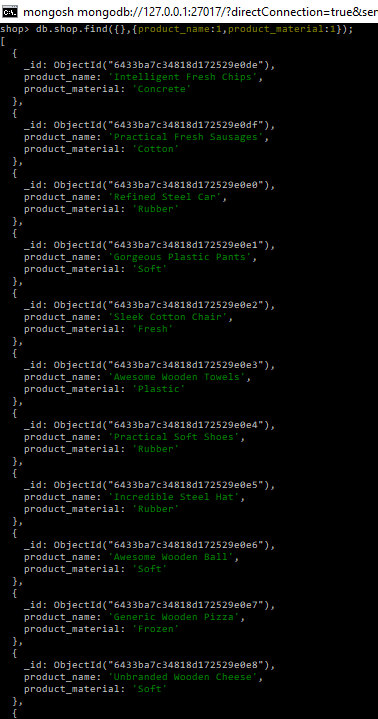 mongosh mongodb://127.0.0.1:27017/?directConnection=true&ser
shop> db.shop.find({},{product_name:1,product_material:1});
[
  {
    _id: ObjectId("6433ba7c34818d172529e0de"),
    product_name: 'Intelligent Fresh Chips',
    product_material: 'Concrete'
  },
  {
    _id: ObjectId("6433ba7c34818d172529e0df"),
    product_name: 'Practical Fresh Sausages',
    product_material: 'Cotton'
  },
  {
    _id: ObjectId("6433ba7c34818d172529e0e0"),
    product_name: 'Refined Steel Car',
    product_material: 'Rubber'
  },
  {
    _id: ObjectId("6433ba7c34818d172529e0e1"),
    product_name: 'Gorgeous Plastic Pants',
    product_material: 'Soft'
  },
  {
    _id: ObjectId("6433ba7c34818d172529e0e2"),
    product_name: 'Sleek Cotton Chair',
    product_material: 'Fresh'
  },
  {
    _id: ObjectId("6433ba7c34818d172529e0e3"),
    product_name: 'Awesome Wooden Towels',
    product_material: 'Plastic'
  },
  {
    _id: ObjectId("6433ba7c34818d172529e0e4"),
    product_name: 'Practical Soft Shoes',
    product_material: 'Rubber'
  },
  {
    _id: ObjectId("6433ba7c34818d172529e0e5"),
    product_name: 'Incredible Steel Hat',
    product_material: 'Rubber'
  },
  {
    _id: ObjectId("6433ba7c34818d172529e0e6"),
    product_name: 'Awesome Wooden Ball',
    product_material: 'Soft'
  },
  {
    _id: ObjectId("6433ba7c34818d172529e0e7"),
    product_name: 'Generic Wooden Pizza',
    product_material: 'Frozen'
  },
  {
    _id: ObjectId("6433ba7c34818d172529e0e8"),
    product_name: 'Unbranded Wooden Cheese',
    product_material: 'Soft'
  },
  {